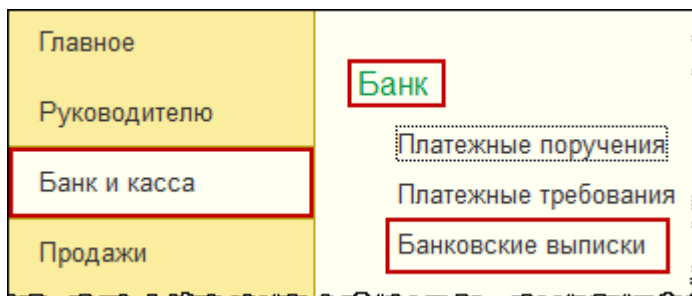 Главное
Руководителю
Банк и касса
Продажи
Банк
Платежные поручения
Платежные требования
Банковские выписки